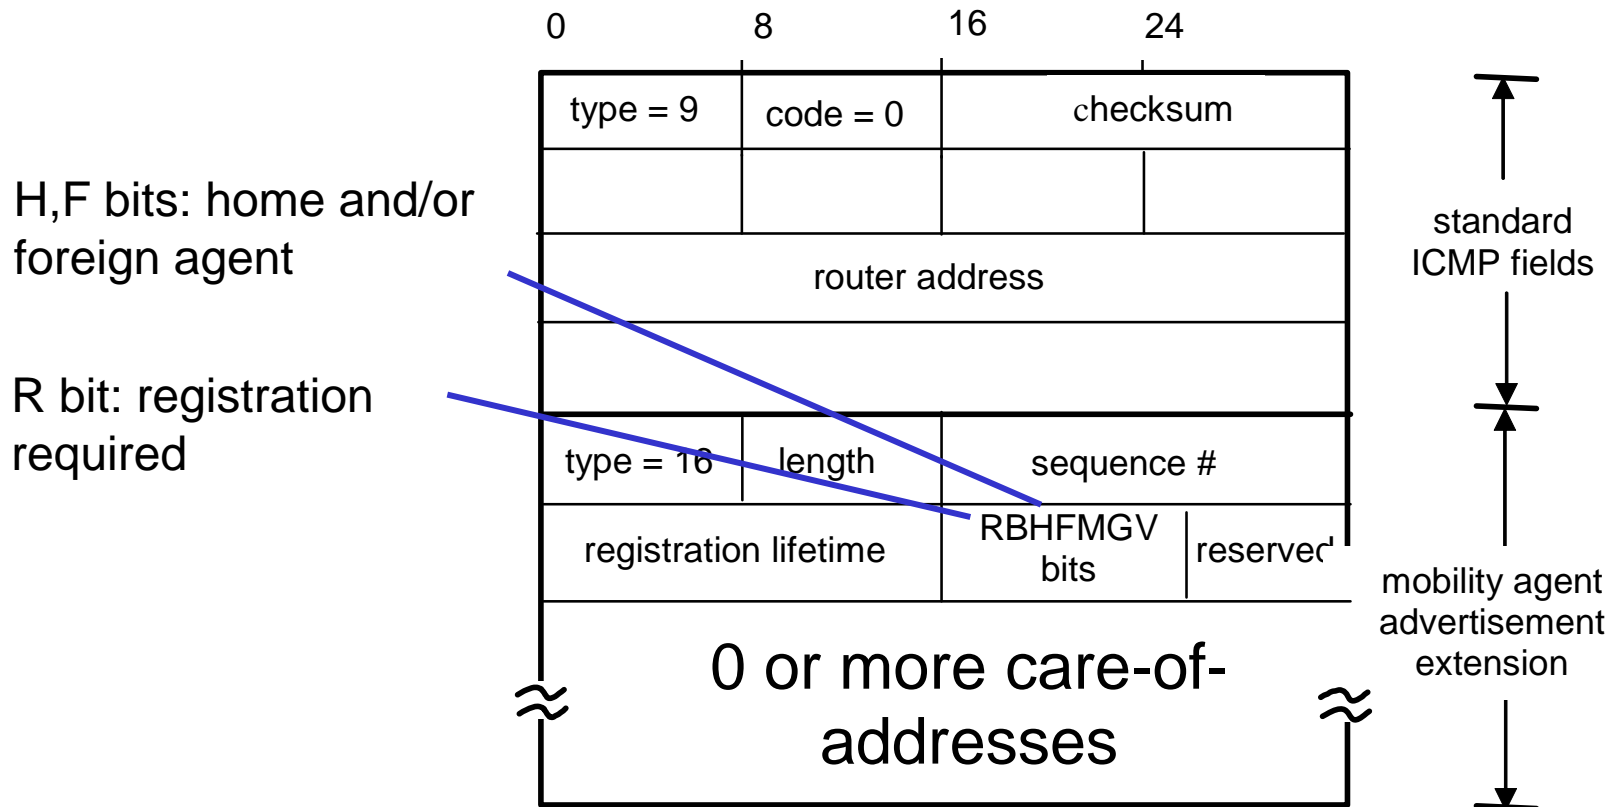 0 8 16 24
type = 9 code = 0 checksum
H,F bits: home and/or
foreign agent
router address
standard
ICMP fields
R bit: registration
required
type = 16 length sequence #
registration lifetime
RBHFMGV
bits
reserved
mobility agent
advertisement
extension
0 or more care-of-
addresses